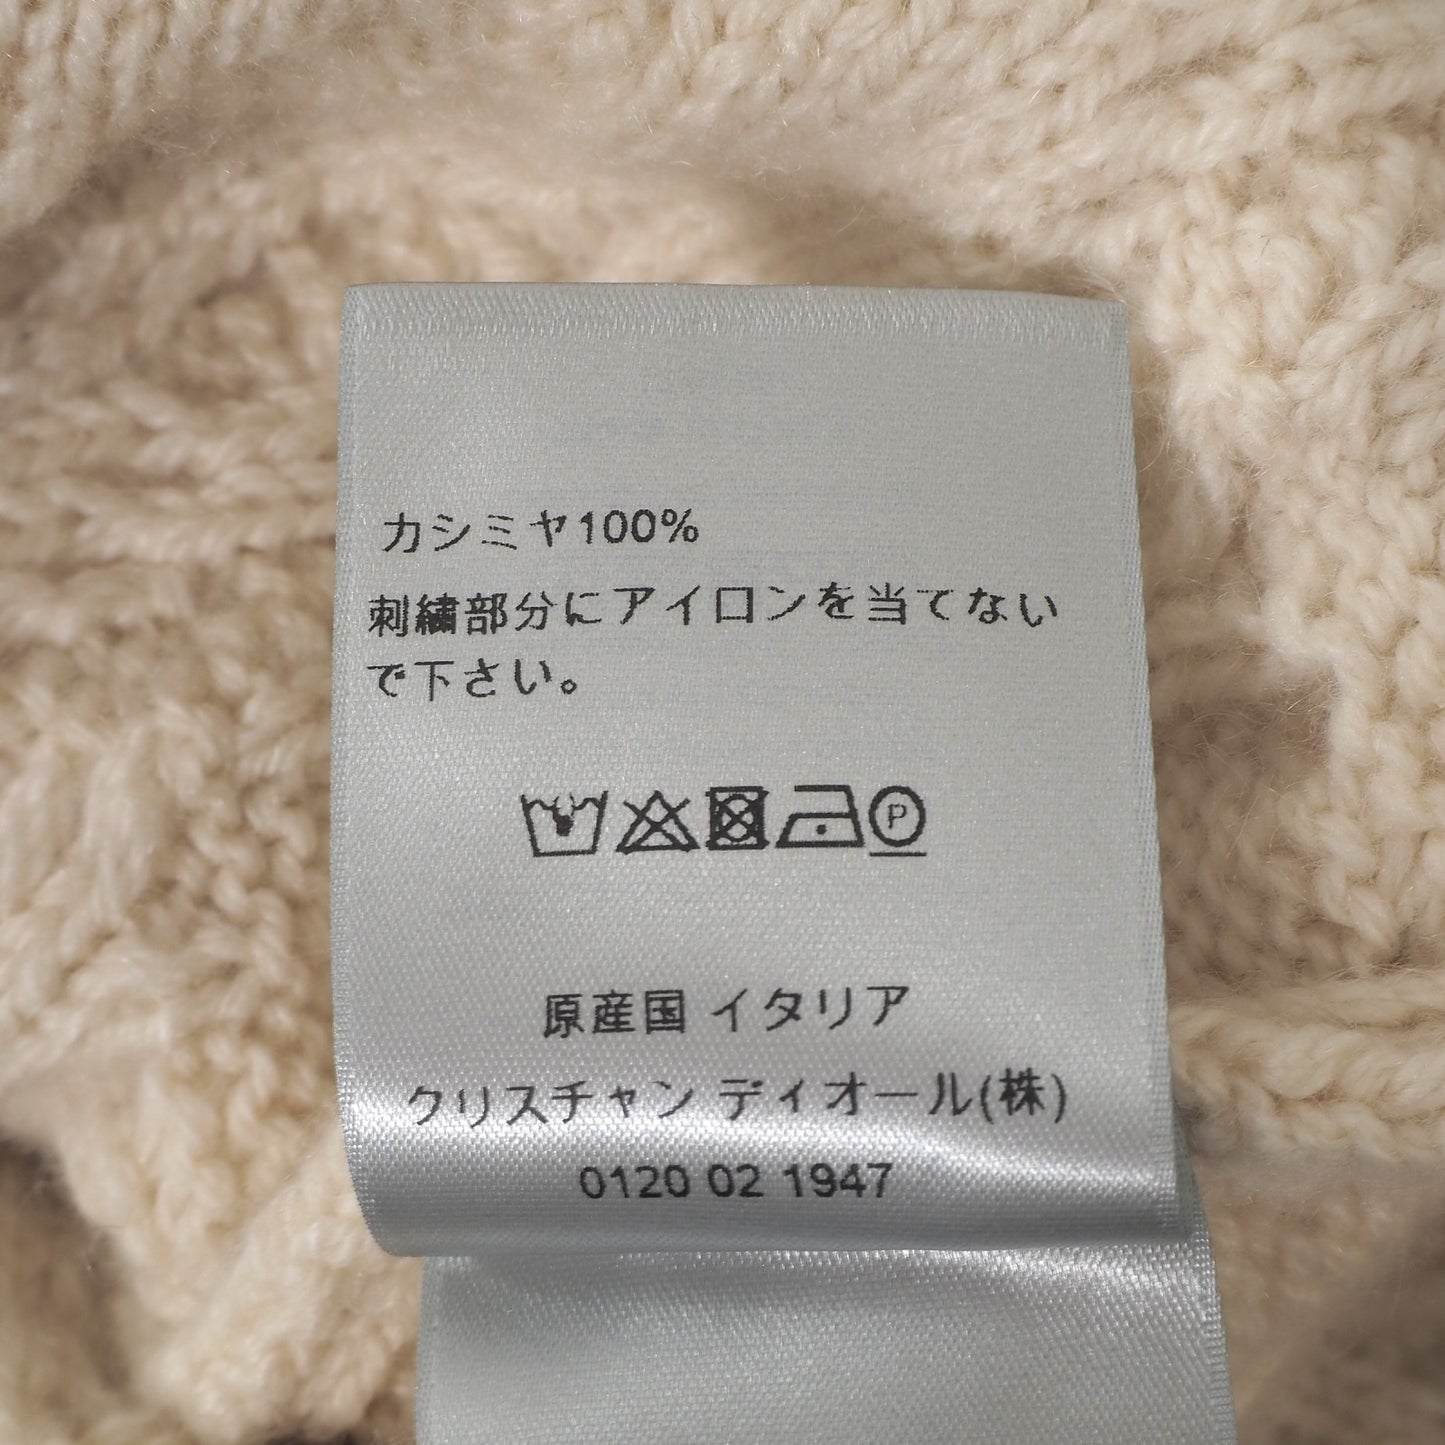 カシミヤ100%
刺繍部分にアイロンを当てない
で下さい。
P
原産国 イタリア
クリスチャン ディオール(株)
0120 02 1947